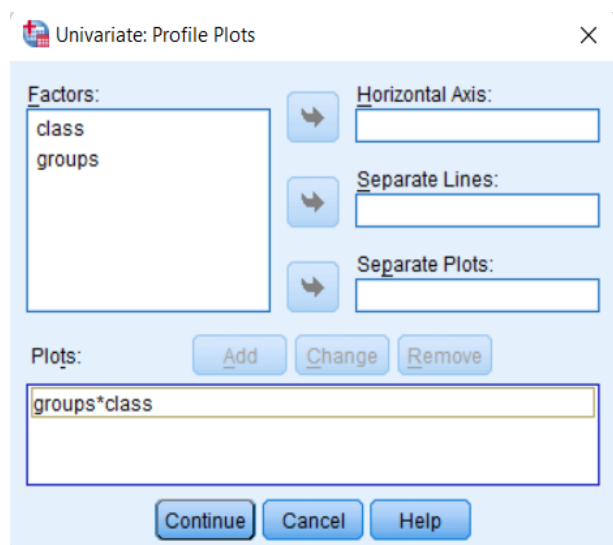 Univariate: Profile Plots
Factors:
class
groups
Horizontal Axis:
Separate Lines:
Separate Plots:
Plots:
Add Change Remove
groups*class
Continue Cancel Help